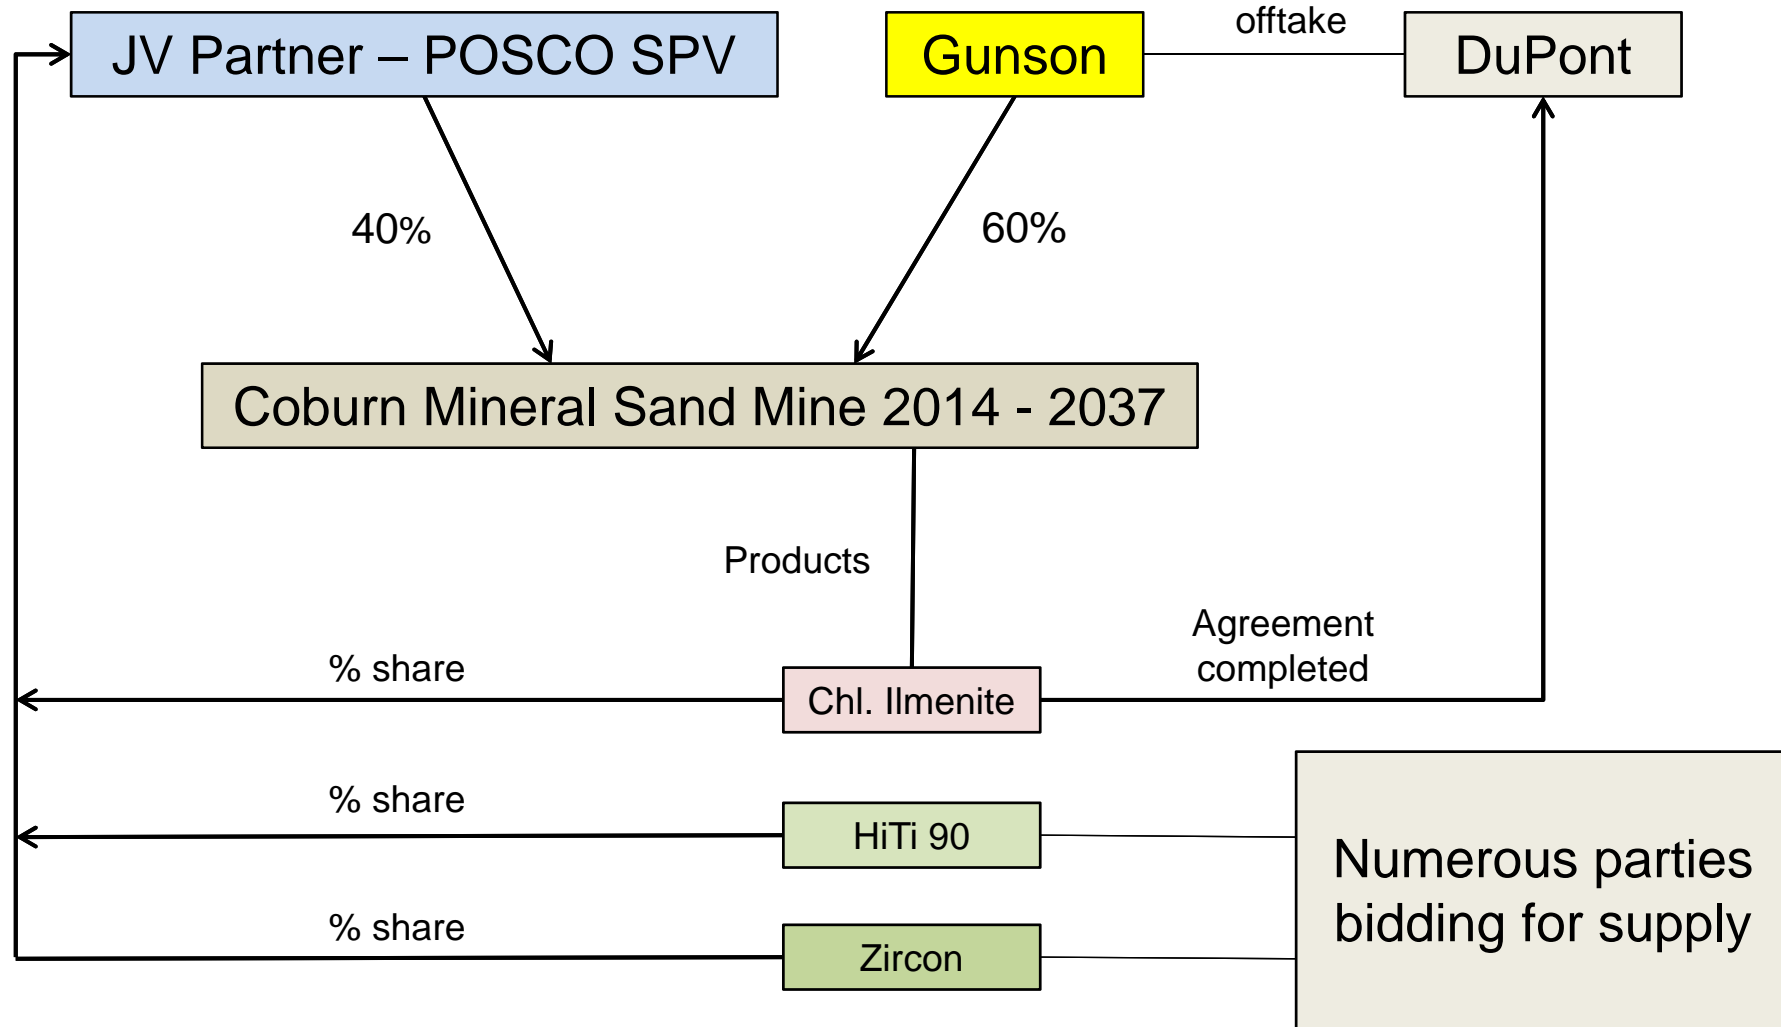 JV Partner – POSCO SPV
Gunson
offtake
DuPont
40%
60%
Coburn Mineral Sand Mine 2014 - 2037
Products
Agreement
completed
% share
Chl. Ilmenite
% share
HiTi 90
% share
Zircon
Numerous parties
bidding for supply